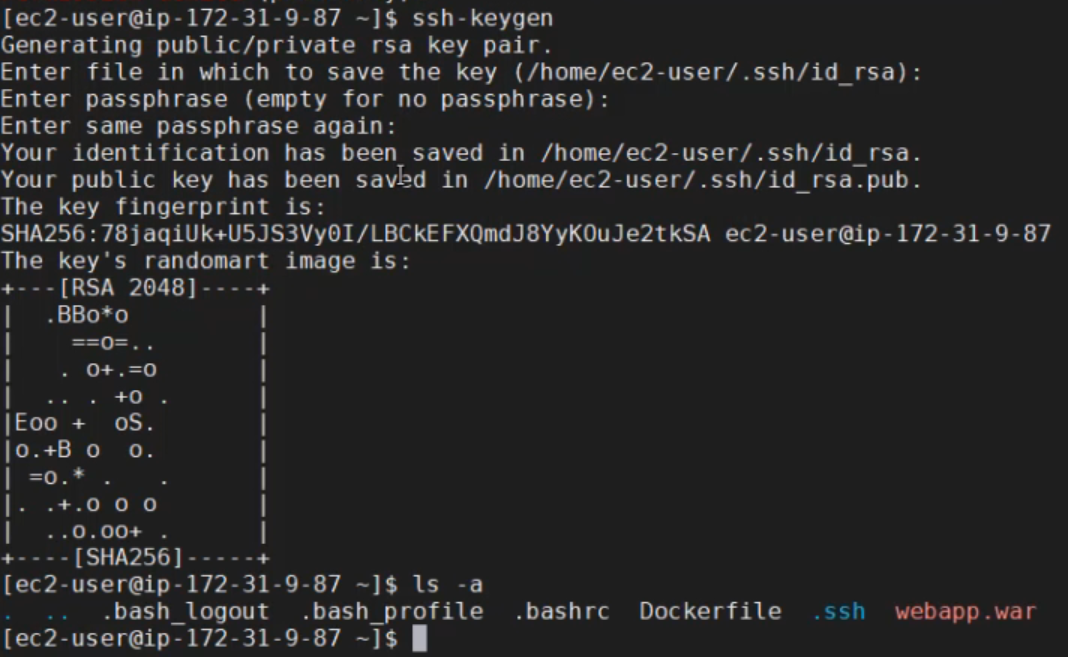 [ec2-user@ip-172-31-9-87 ~]$ ssh-keygen
Generating public/private rsa key pair.
Enter file in which to save the key (/home/ec2-user/.ssh/id_rsa):
Enter passphrase (empty for no passphrase):
Enter same passphrase again:
Your identification has been saved in /home/ec2-user/.ssh/id_rsa.
Your public key has been saved in /home/ec2-user/.ssh/id_rsa.pub.
The key fingerprint is:
SHA256:78jaqiUk+U5JS3Vy0I/LBCkEFXQmdJ8YyKOuJe2tkSA ec2-user@ip-172-31-9-87
The key's randomart image is:
+---[RSA 2048]----+
|  .BBo*o         |
|    ==o=..       |
|   . o+.=o       |
|  .. . +o .      |
|Eoo +  oS.       |
|o.+B o  o.       |
| =o.* .   .      |
|. .+.o o o       |
|  ..o.oo+ .      |
+----[SHA256]-----+
[ec2-user@ip-172-31-9-87 ~]$ ls -a
.  ..  .bash_logout  .bash_profile  .bashrc  Dockerfile  .ssh  webapp.war
[ec2-user@ip-172-31-9-87 ~]$